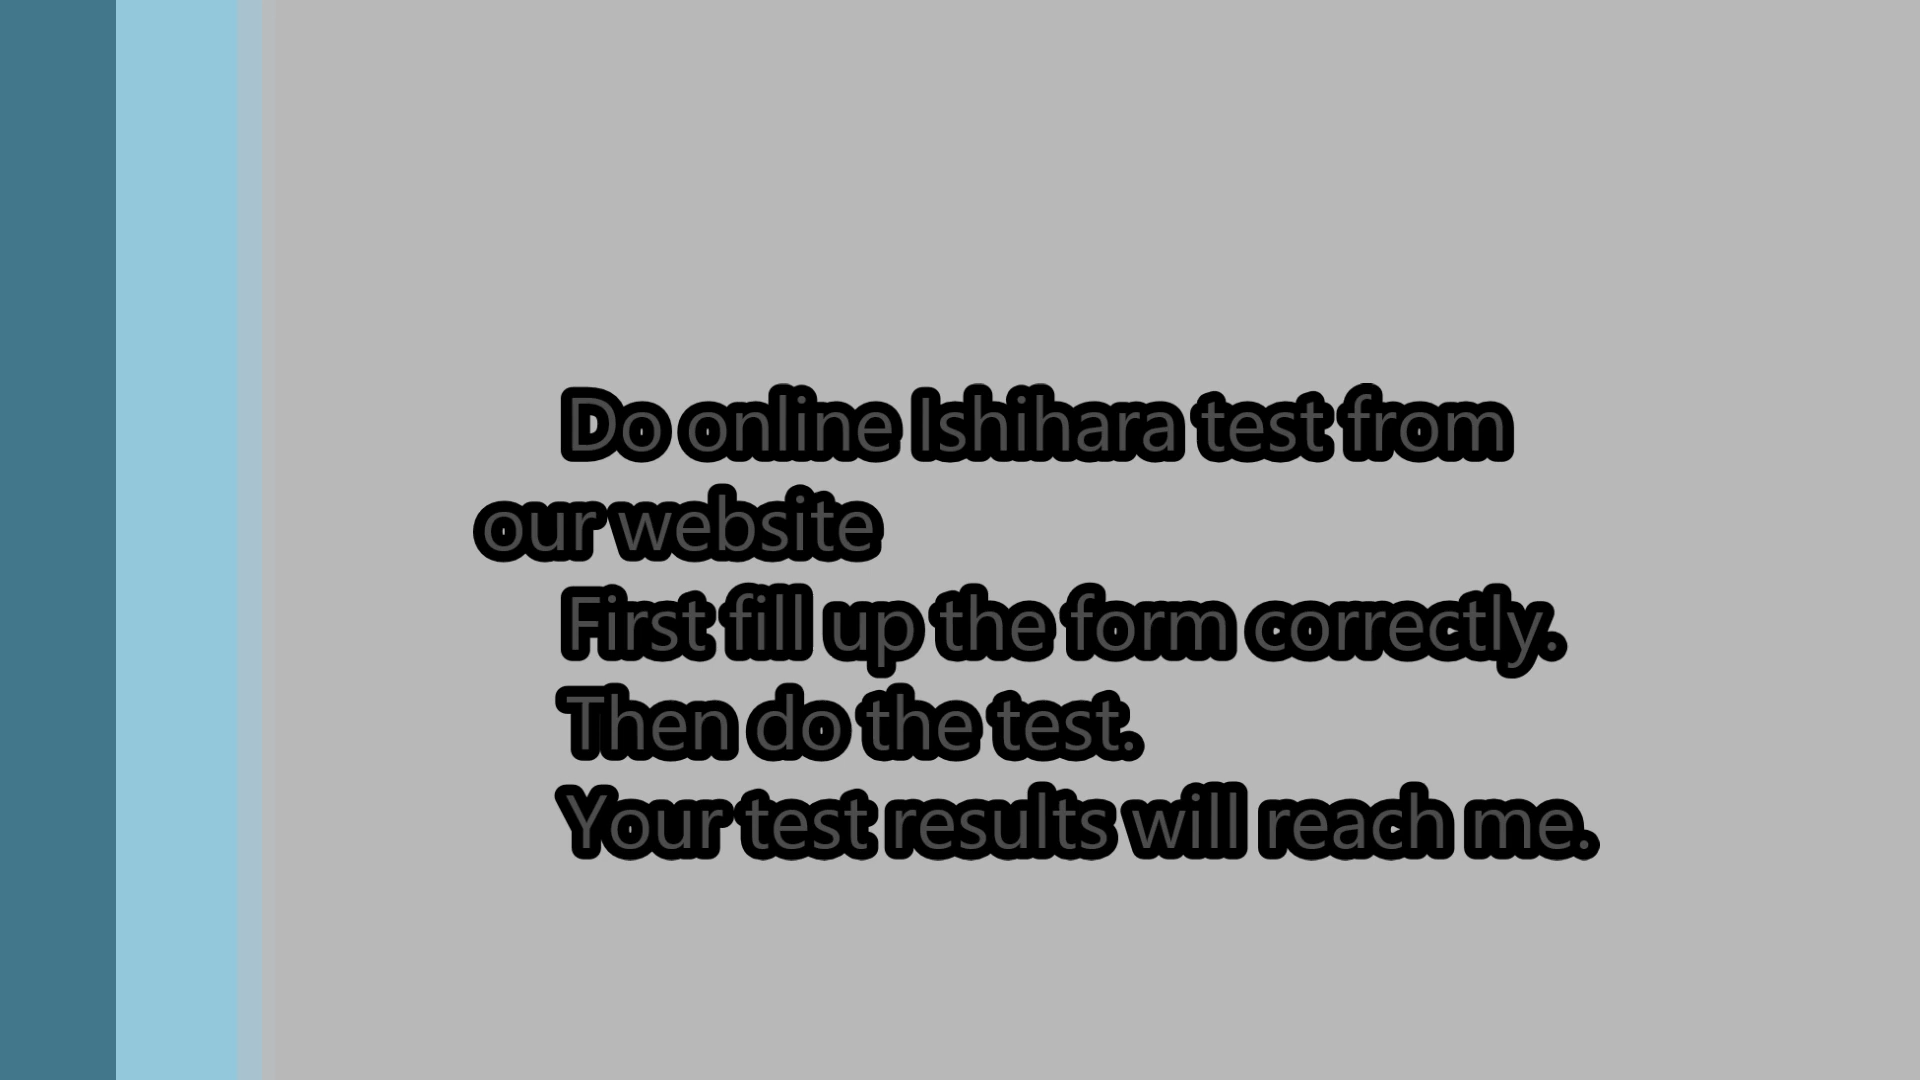 Do online Ishihara test from
our website
First fill up the form correctly.
Then do the test.
Your test results will reach me.